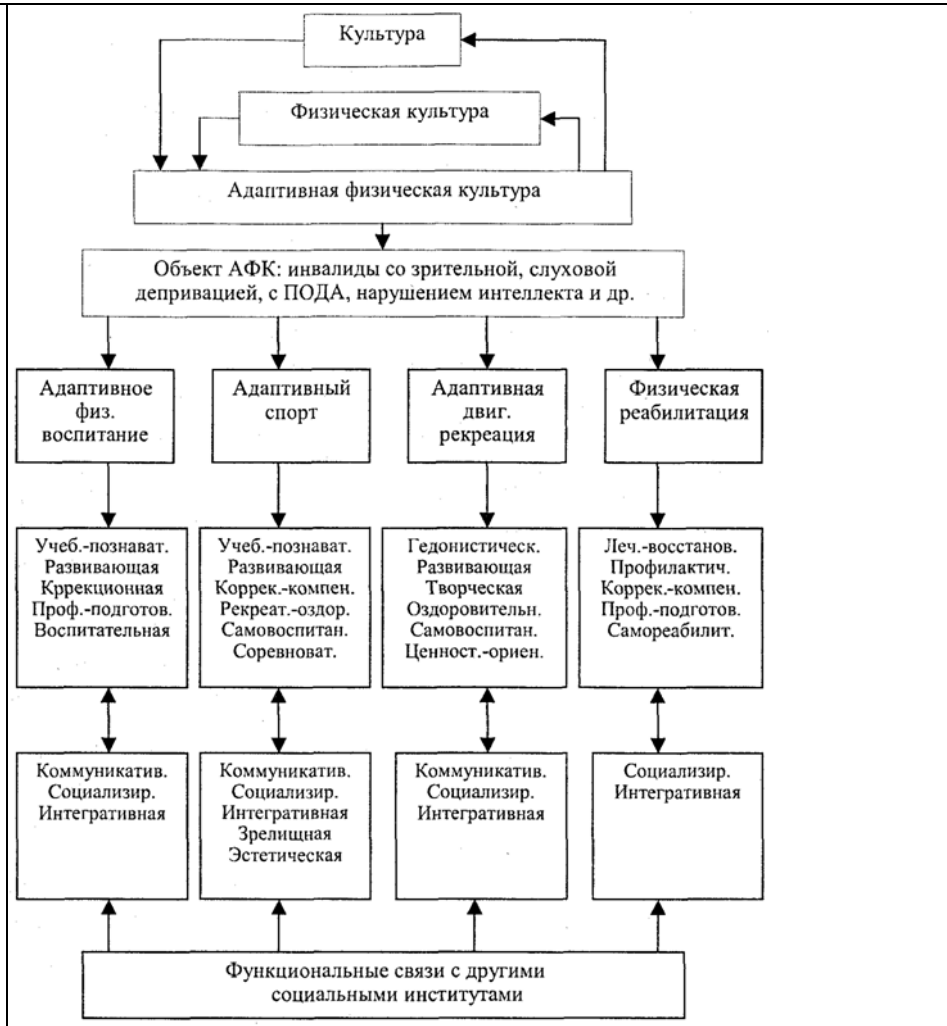 Культура
Физическая культура
Адаптивная физическая культура
Объект АФК: инвалиды со зрительной, слуховой
депривацией, с ПОДА, нарушением интеллекта и др.
Адаптивное
физ.
воспитание
Адаптивный
спорт
Адаптивная
двиг.
рекреация
Физическая
реабилитация
Учеб.-познават.
Развивающая
Кррекционная
Проф.-подготов.
Воспитательная
Учеб.-познават.
Развивающая
Коррек.-компен.
Рекреат.-оздор.
Самовоспитан.
Соревноват.
Гедонистическ.
Развивающая
Творческая
Оздоровительн.
Самовоспитан.
Ценност.-ориен.
Леч.-восстанов.
Профилактич.
Коррек.-компен.
Проф.-подготов.
Самореабилит.
Коммуникатив.
Социализир.
Интегративная
Коммуникатив.
Социализир.
Интегративная
Зрелищная
Эстетическая
Коммуникатив.
Социализир.
Интегративная
Социализир.
Интегративная
Функциональные связи с другими
социальными институтами